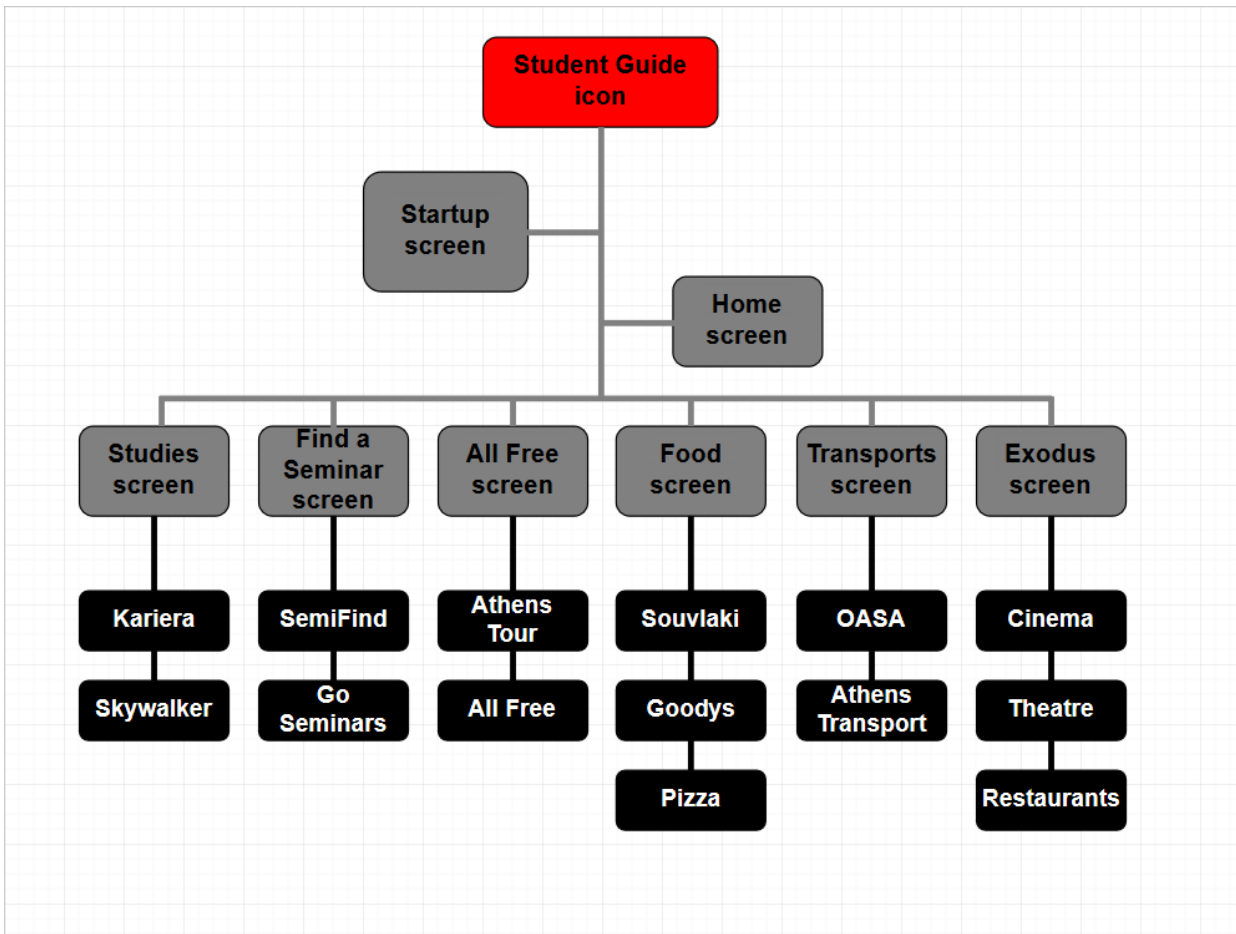 Student Guide
icon
Startup
screen
Home
screen
Studies
screen
Find a
Seminar
screen
All Free
screen
Food
screen
Transports
screen
Exodus
screen
Kariera
SemiFind
Athens
Tour
Souvlaki
OASA
Cinema
Skywalker
Go
Seminars
All Free
Goodys
Athens
Transport
Theatre
Pizza
Restaurants